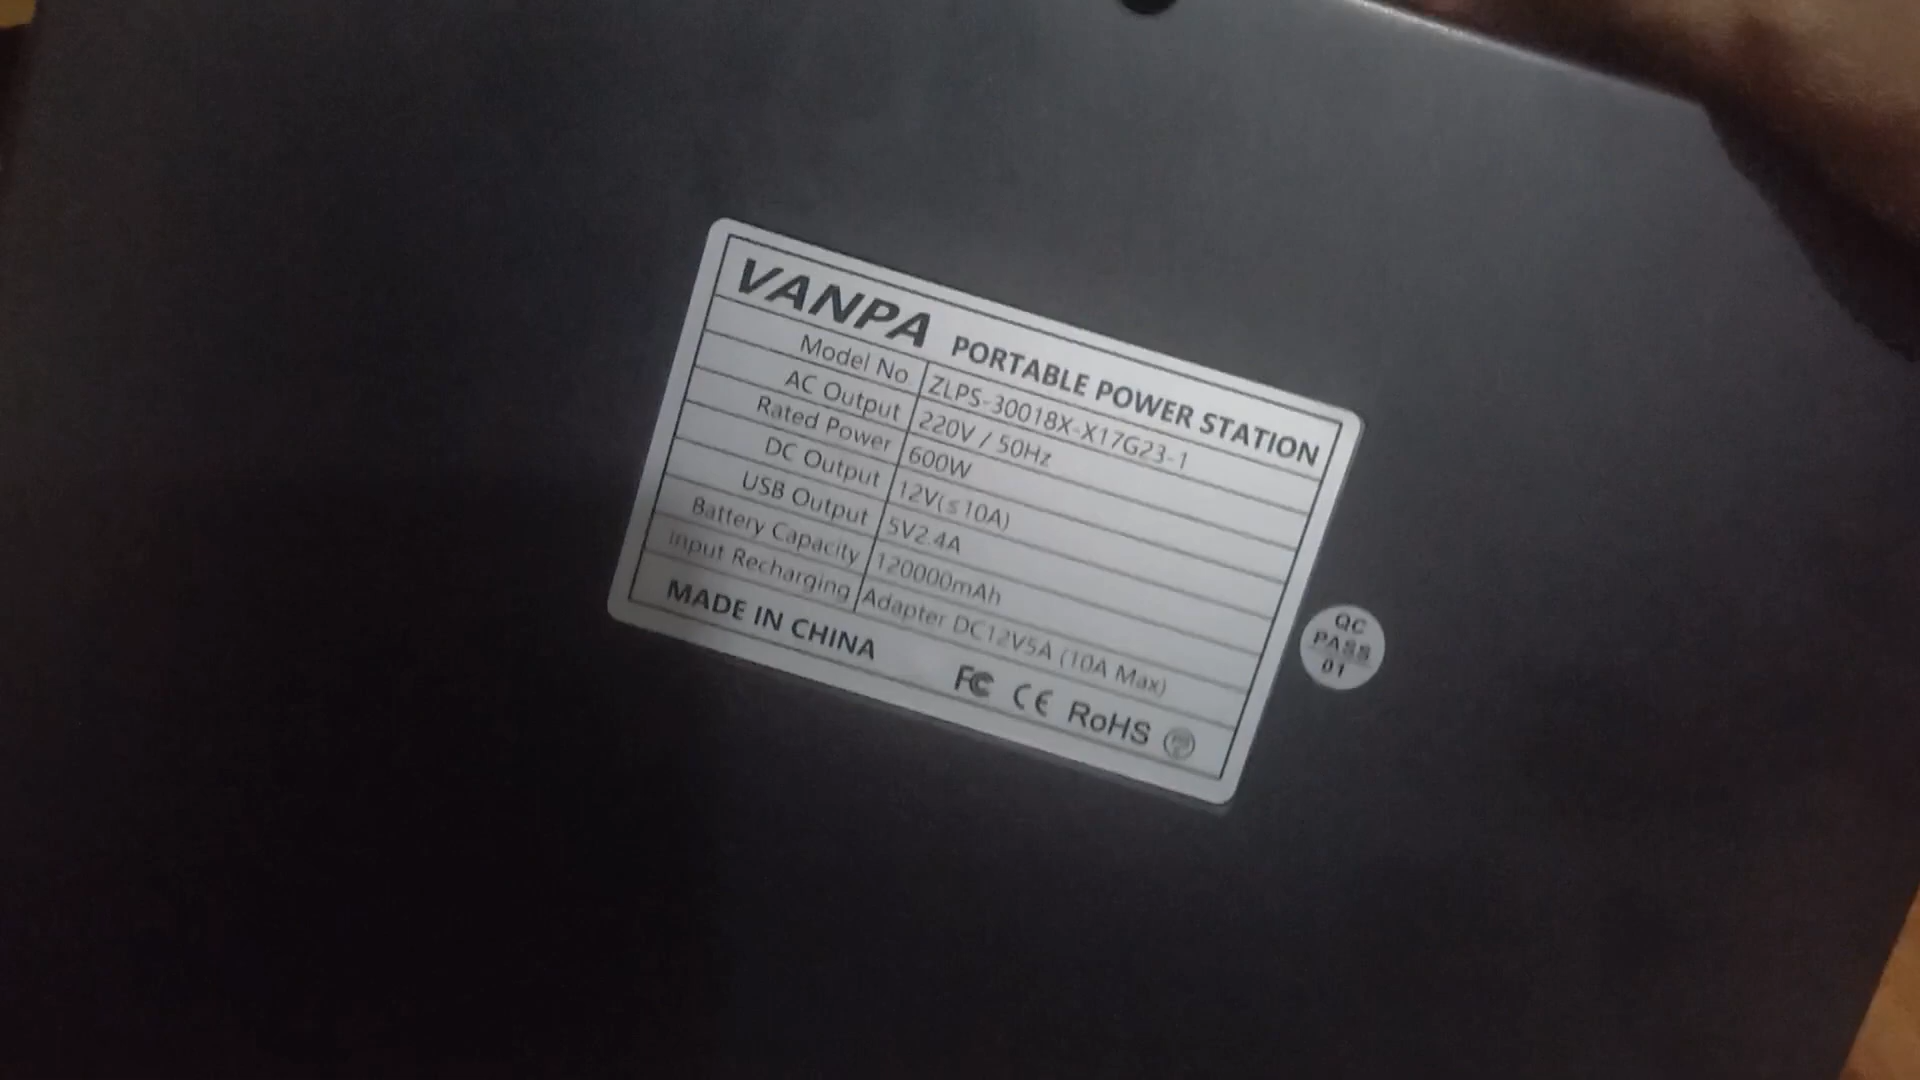 VANPA PORTABLE POWER STATION
Model No. ZLPS-30018X-X17G23-1
AC Output 220V / 50Hz
Rated Power 600W
DC Output 12V(≤10A)
USB Output 5V2.4A
Battery Capacity 120000mAh
Input Recharging Adapter DC12V5A (10A Max)
MADE IN CHINA FC CE RoHS
QC
PASS
01